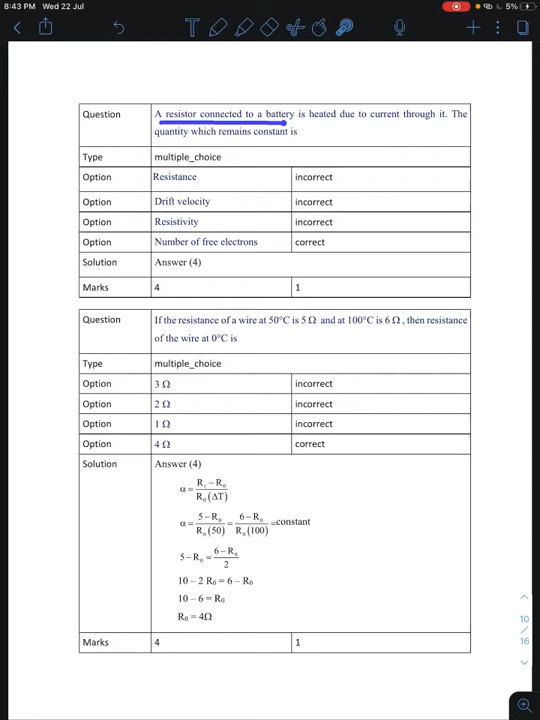 8:43 PM Wed 22 Jul
5%
Question A resistor connected to a battery is heated due to current through it. The
quantity which remains constant is
Type multiple_choice
Option Resistance incorrect
Option Drift velocity incorrect
Option Resistivity incorrect
Option Number of free electrons correct
Solution Answer (4)
Marks 4 1
Question If the resistance of a wire at 50°C is 5 Ω and at 100°C is 6 Ω , then resistance
of the wire at 0°C is
Type multiple_choice
Option 3 Ω incorrect
Option 2 Ω incorrect
Option 1 Ω incorrect
Option 4 Ω correct
Solution Answer (4)
α = (Rₜ – R₀) / (R₀(ΔT))
α = (5 – R₀) / (R₀(50)) = (6 – R₀) / (R₀(100)) = constant
5 – R₀ = (6 – R₀) / 2
10 – 2 R₀ = 6 – R₀
10 – 6 = R₀
R₀ = 4Ω
Marks 4 1
10
/
16